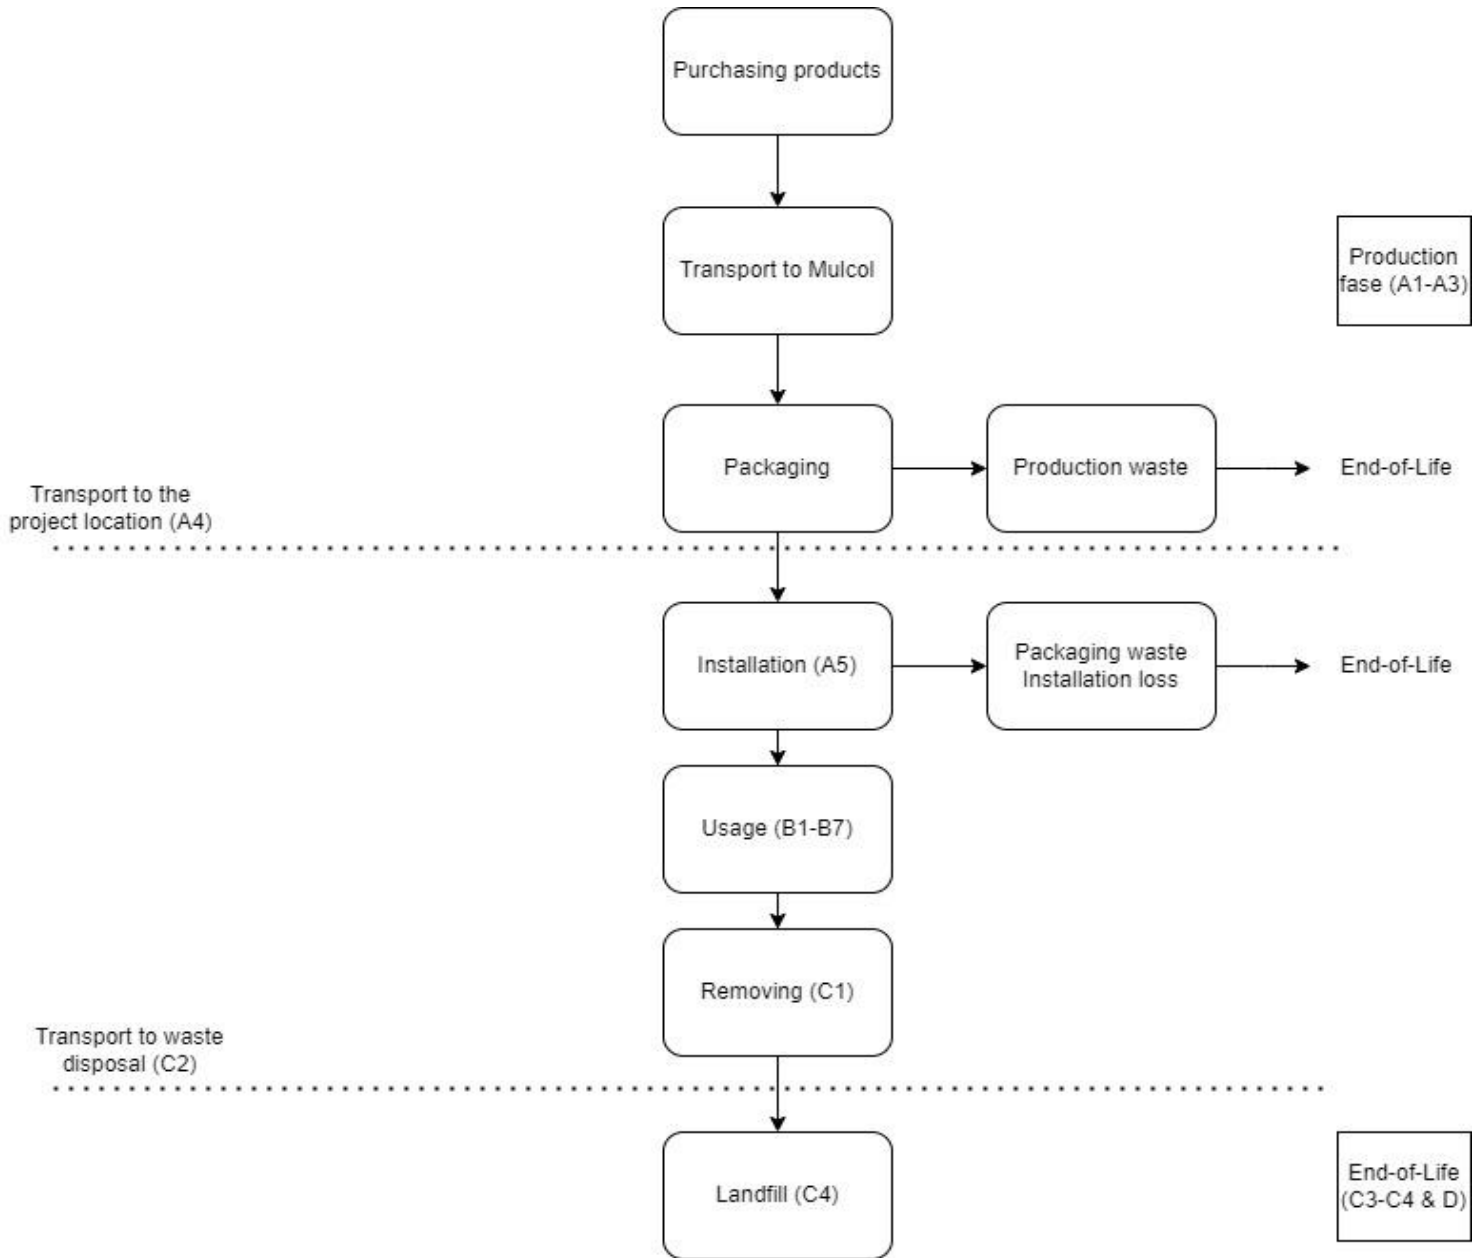 Purchasing products
Transport to Mulcol
Production
fase (A1-A3)
Packaging
Production waste
End-of-Life
Transport to the
project location (A4)
Installation (A5)
Packaging waste
Installation loss
End-of-Life
Usage (B1-B7)
Removing (C1)
Transport to waste
disposal (C2)
Landfill (C4)
End-of-Life
(C3-C4 & D)